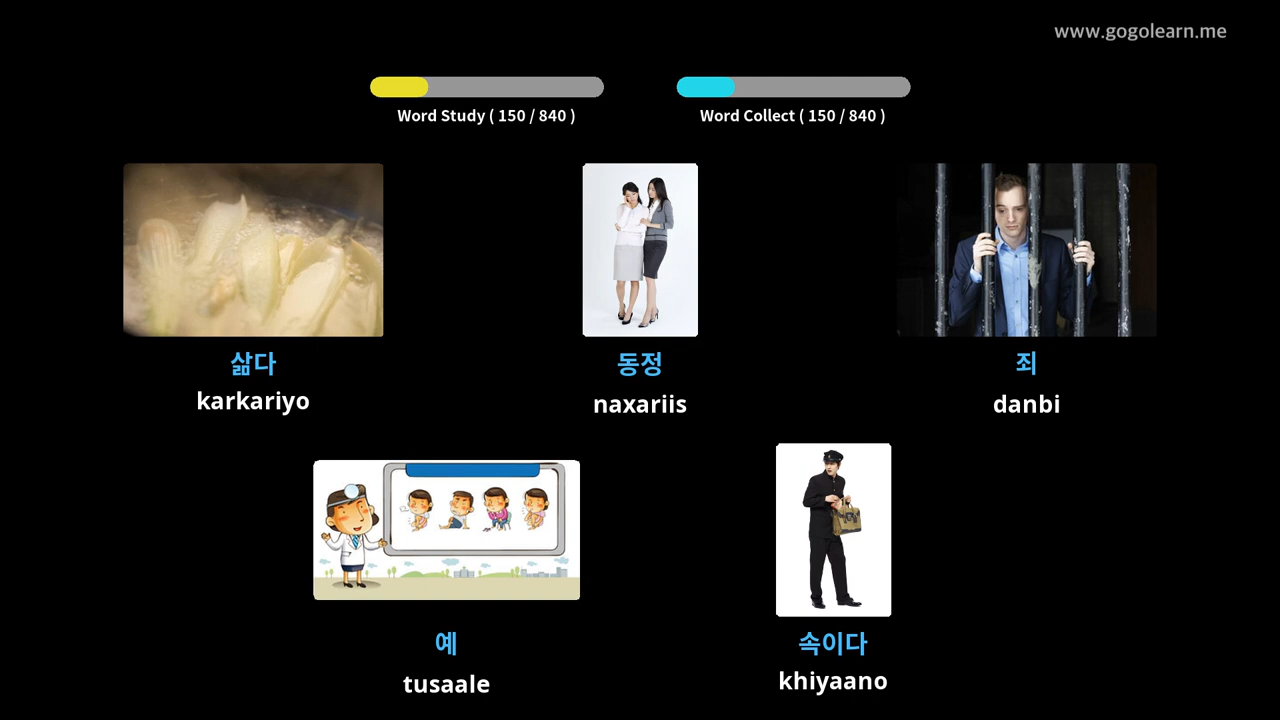 www.gogolearn.me
Word Study ( 150 / 840 )
Word Collect ( 150 / 840 )
삶다
karkariyo
동정
naxariis
죄
danbi
예
tusaale
속이다
khiyaano